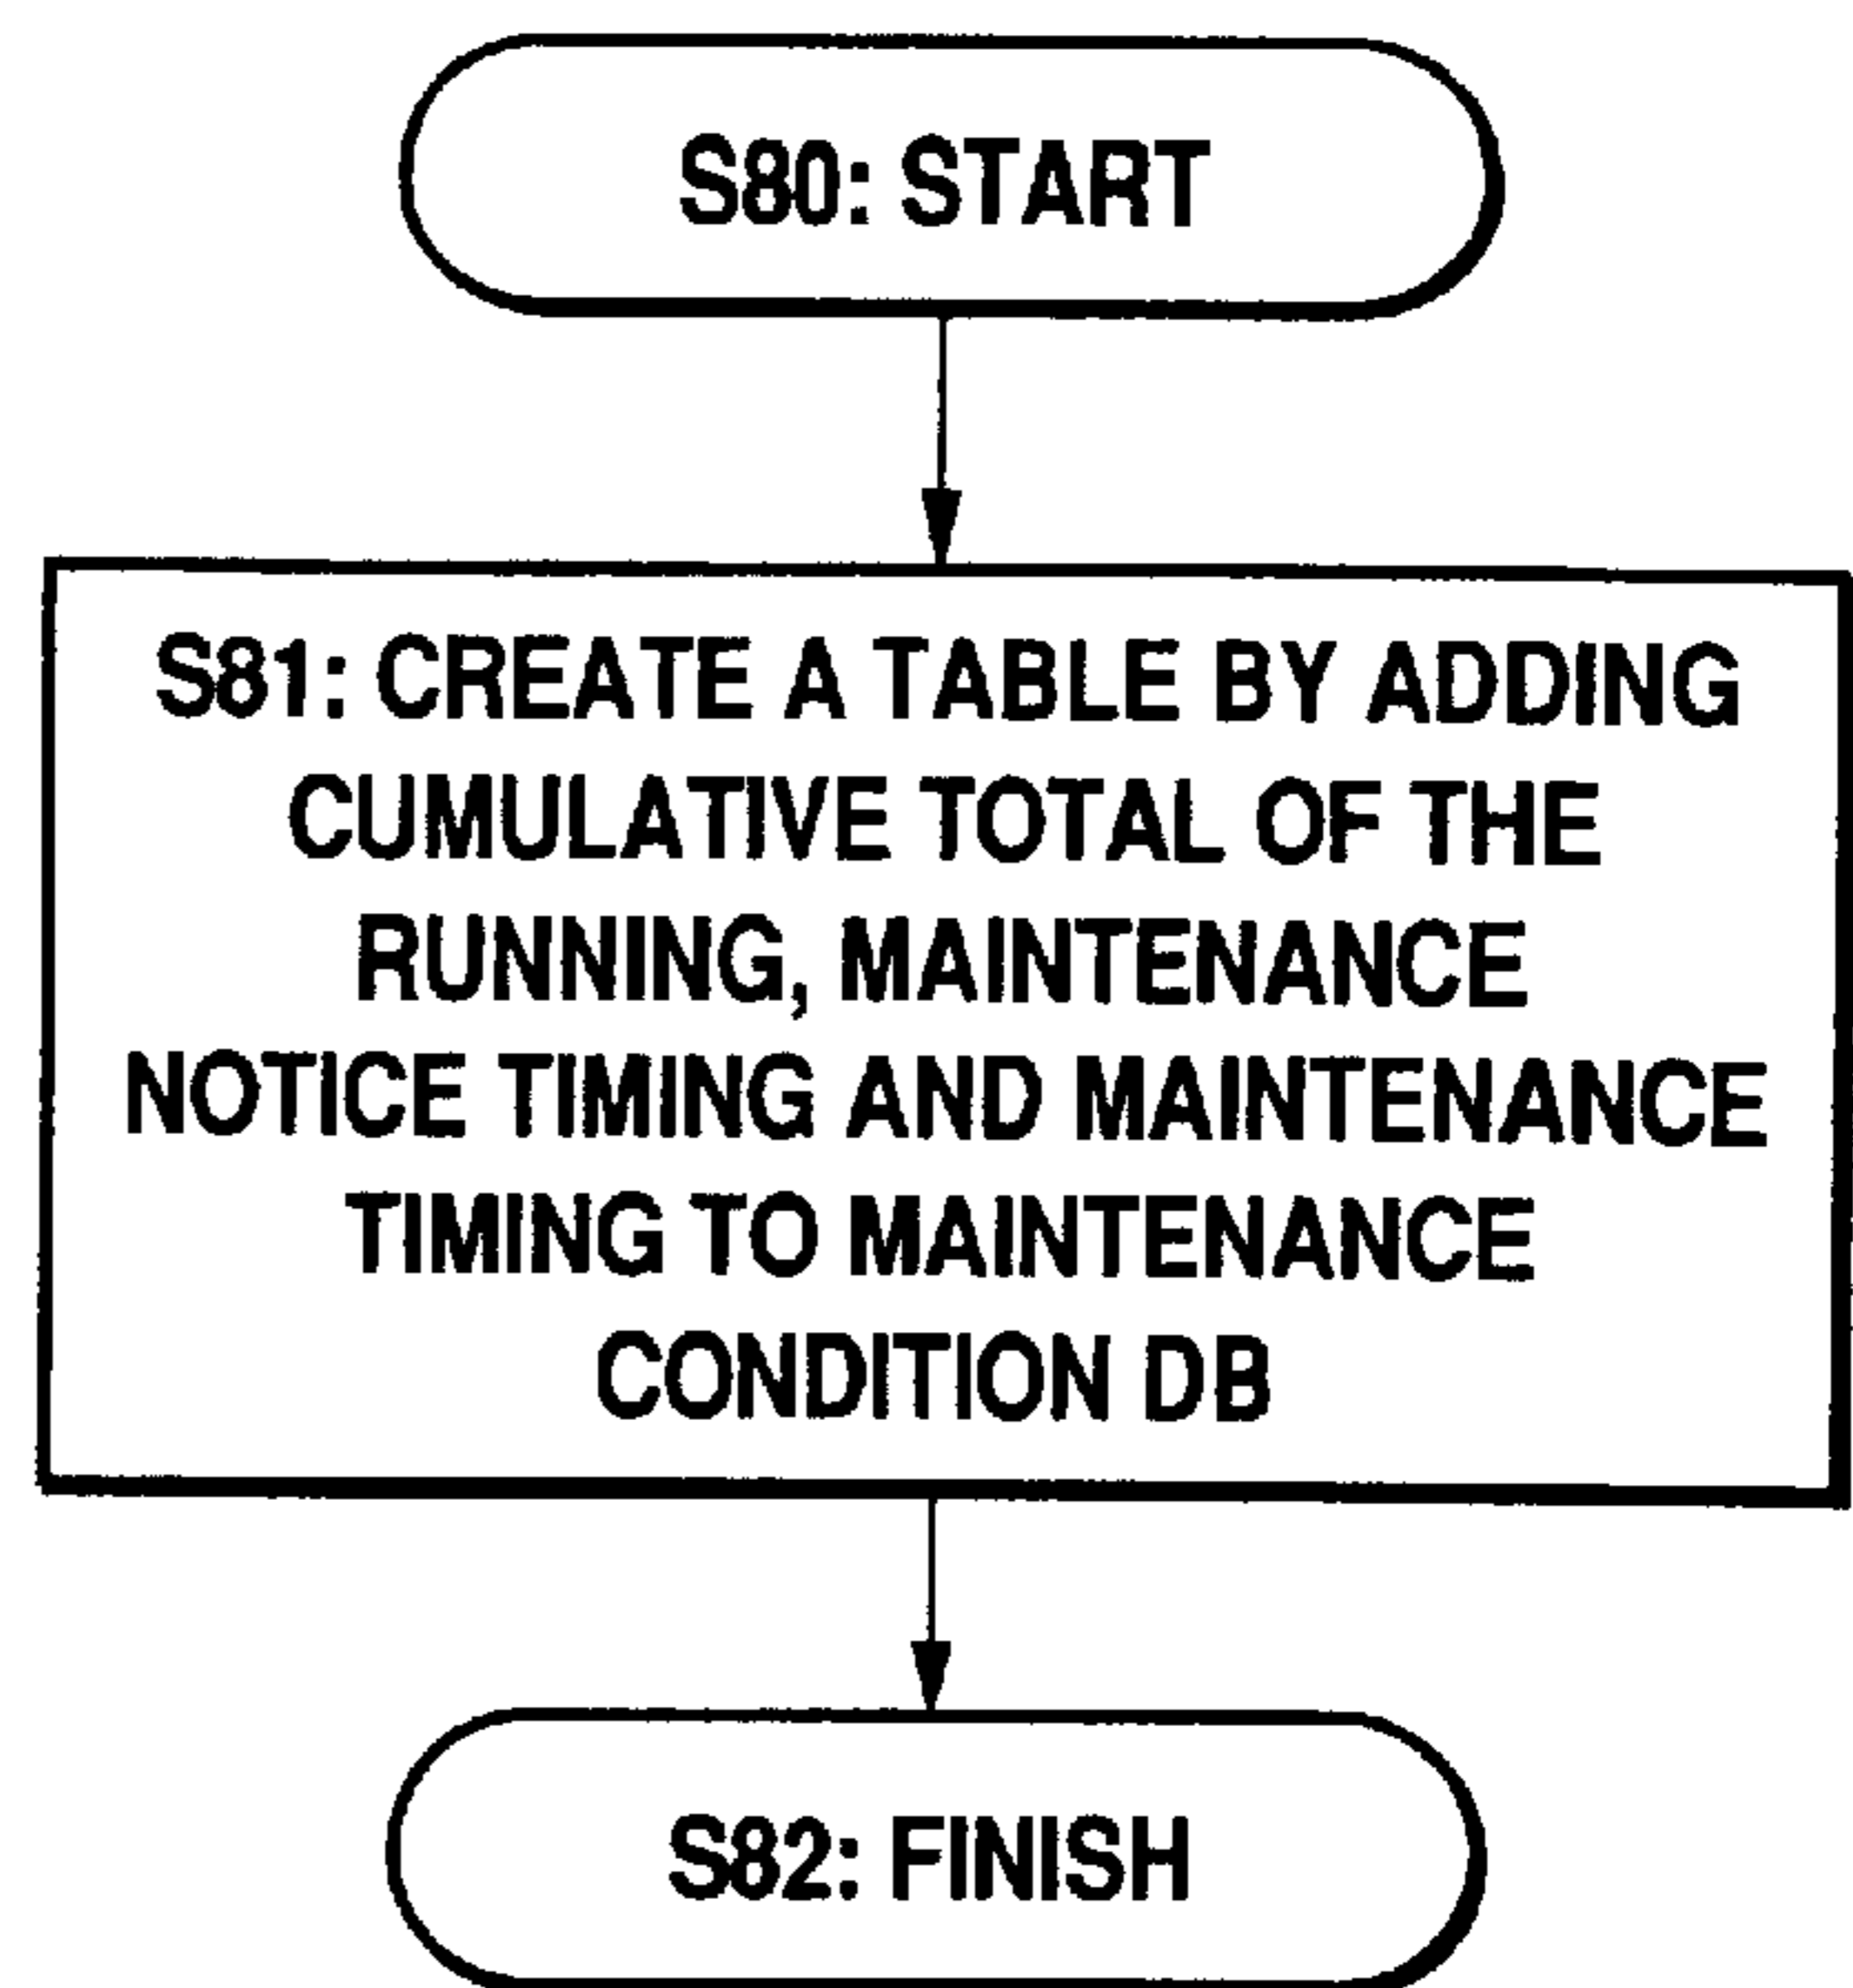 S80: START
S81: CREATE A TABLE BY ADDING
CUMULATIVE TOTAL OF THE
RUNNING, MAINTENANCE
NOTICE TIMING AND MAINTENANCE
TIMING TO MAINTENANCE
CONDITION DB
S82: FINISH